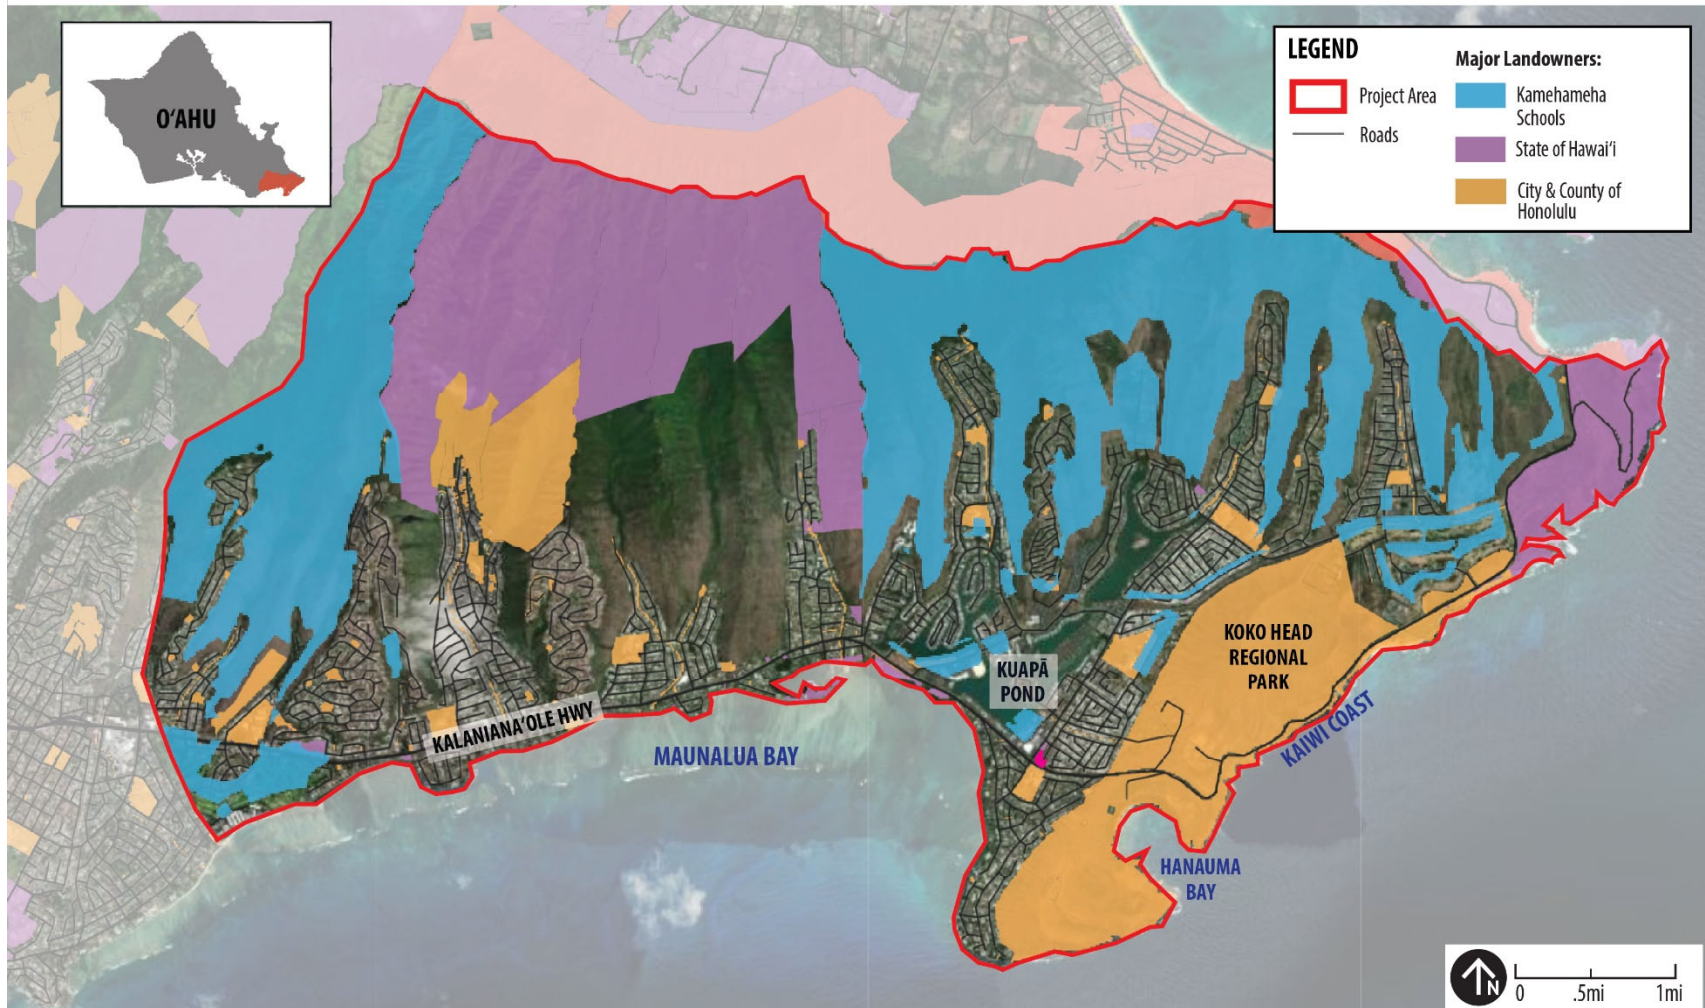 O‘AHU
LEGEND
Project Area
Roads
Major Landowners:
Kamehameha
Schools
State of Hawai‘i
City & County of
Honolulu
KOKO HEAD
REGIONAL
PARK
KUAPĀ
POND
KALANIANA‘OLE HWY
MAUNALUA BAY
KAIWI COAST
HANAUMA
BAY
N
0 .5mi 1mi